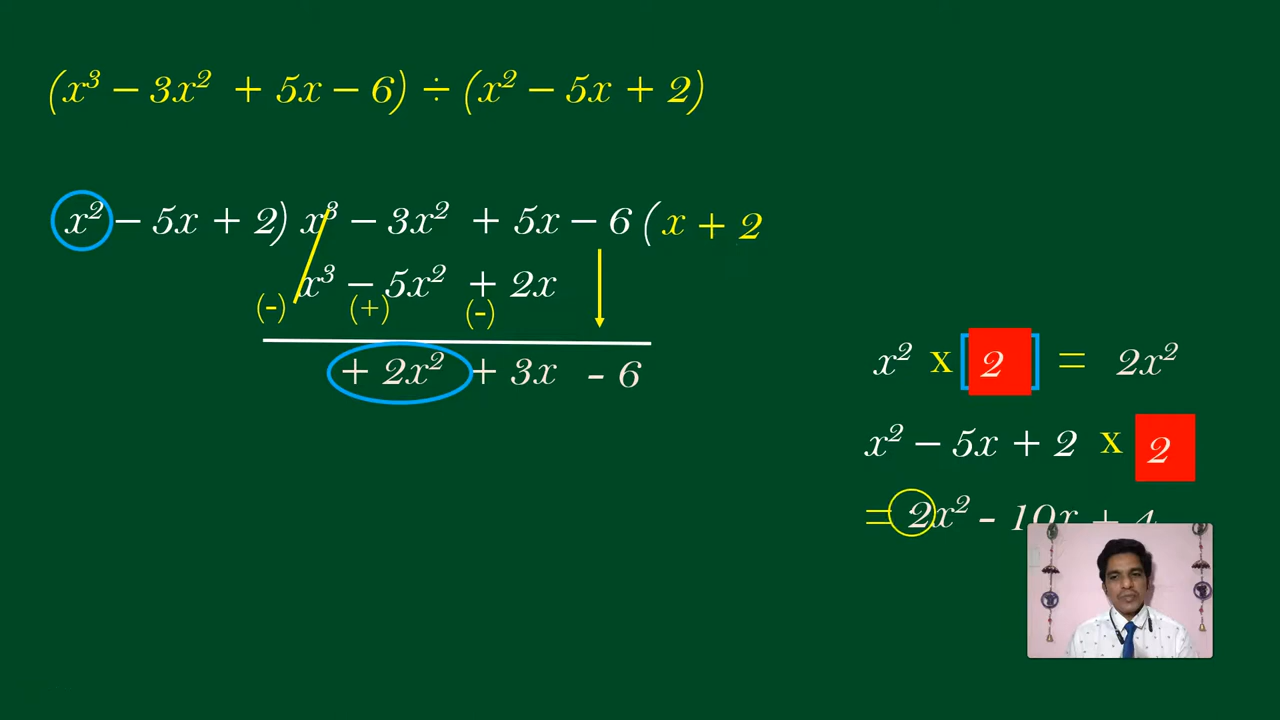 (x³ − 3x² + 5x − 6) ÷ (x² − 5x + 2)
x² − 5x + 2) x³ − 3x² + 5x − 6 (x + 2
x³ − 5x² + 2x
(-) (+) (-)
+ 2x² + 3x - 6
x² x [2] = 2x²
x² − 5x + 2 x 2
= 2x² - 10x + 4